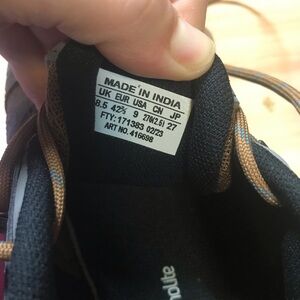 MADE IN INDIA
UK EUR USA CN JP
8.5 42⅔ 9 270(2.5) 27
FTY: 171383 02/23
ART NO. 416698